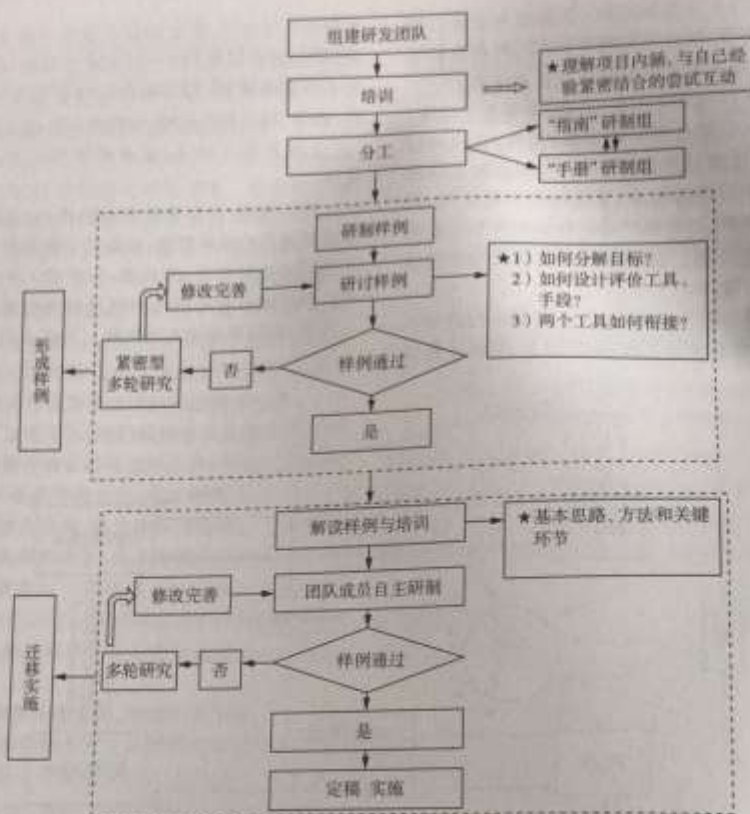 组建研发团队
培训
★理解项目内涵、与自己经
验紧密结合的尝试互动
分工
“指南”研制组
“手册”研制组
研制样例
修改完善
研讨样例
★1）如何分解目标？
2）如何设计评价工具、
手段？
3）两个工具如何衔接？
形成样例
紧密型
多轮研究
否
样例通过
是
解读样例与培训
★基本思路、方法和关键
环节
修改完善
团队成员自主研制
迁移实施
多轮研究
否
样例通过
是
定稿 实施